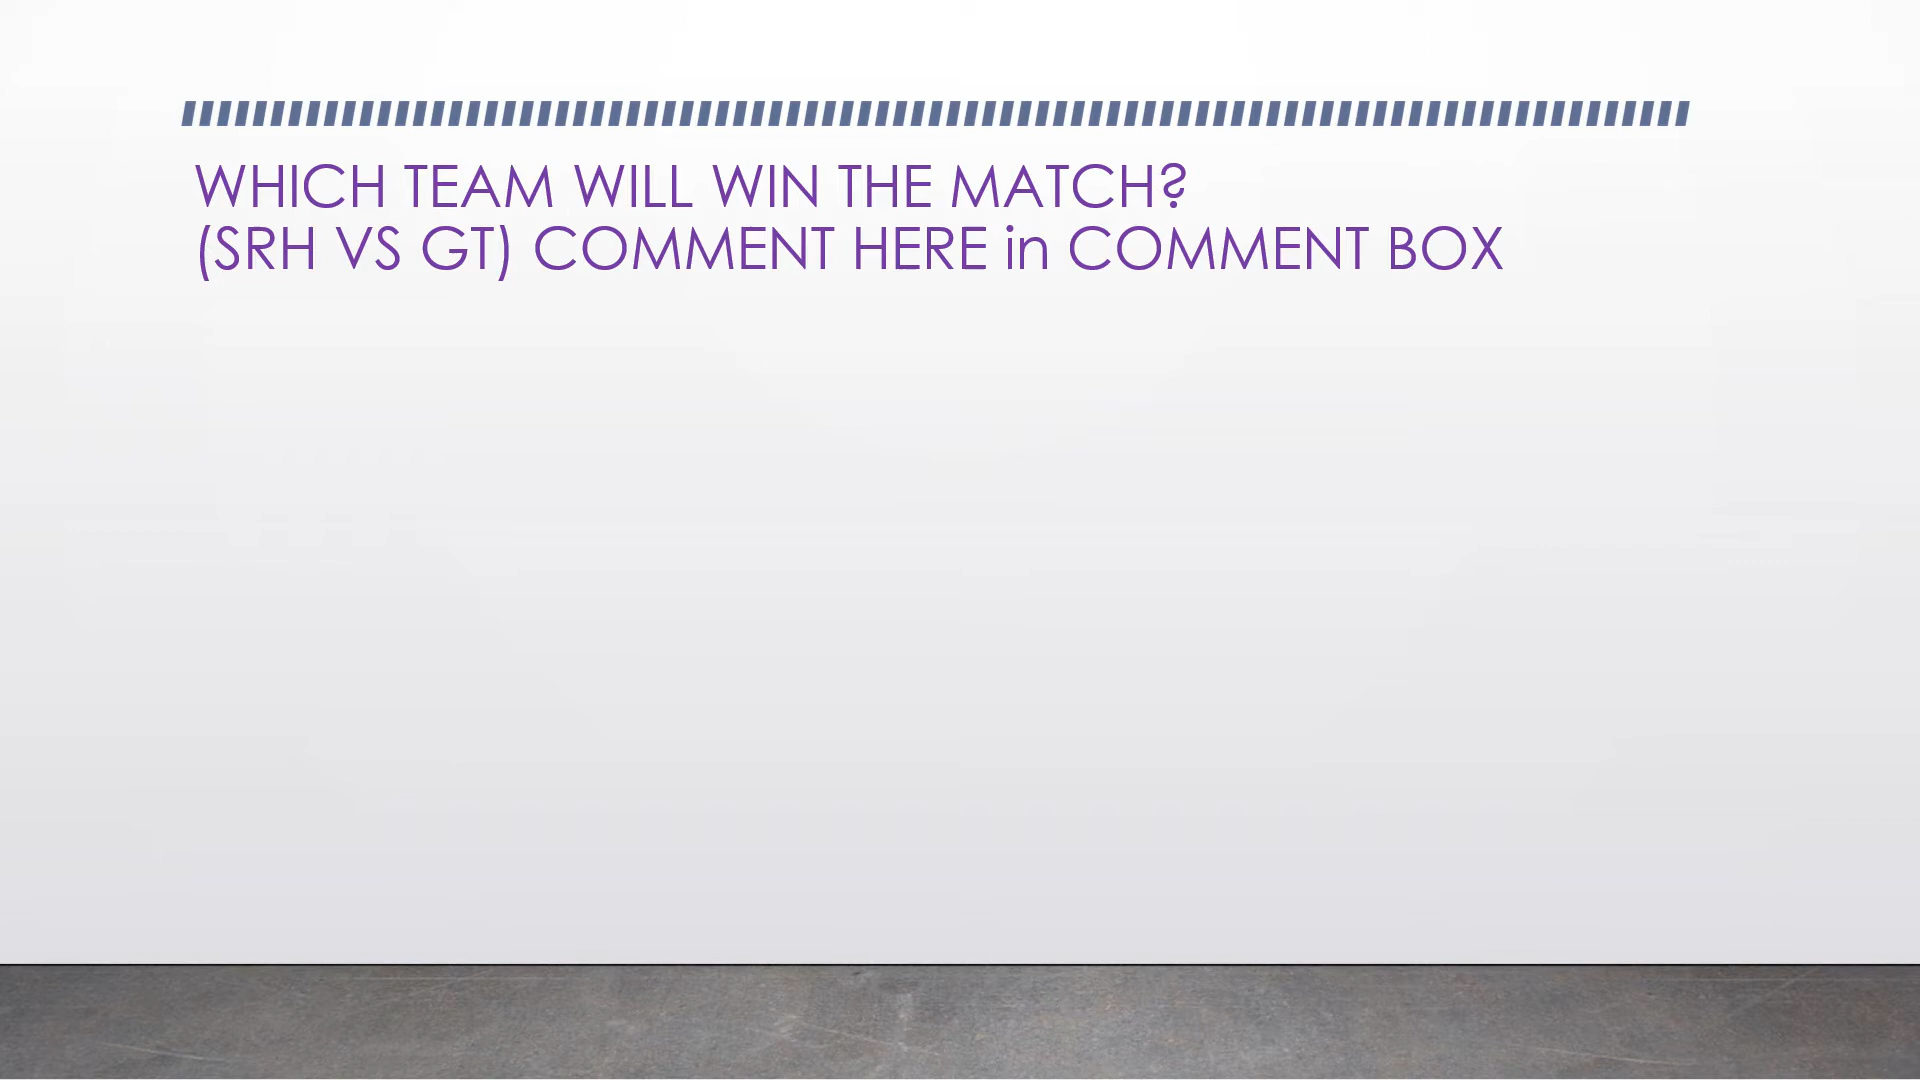 WHICH TEAM WILL WIN THE MATCH?
(SRH VS GT) COMMENT HERE in COMMENT BOX